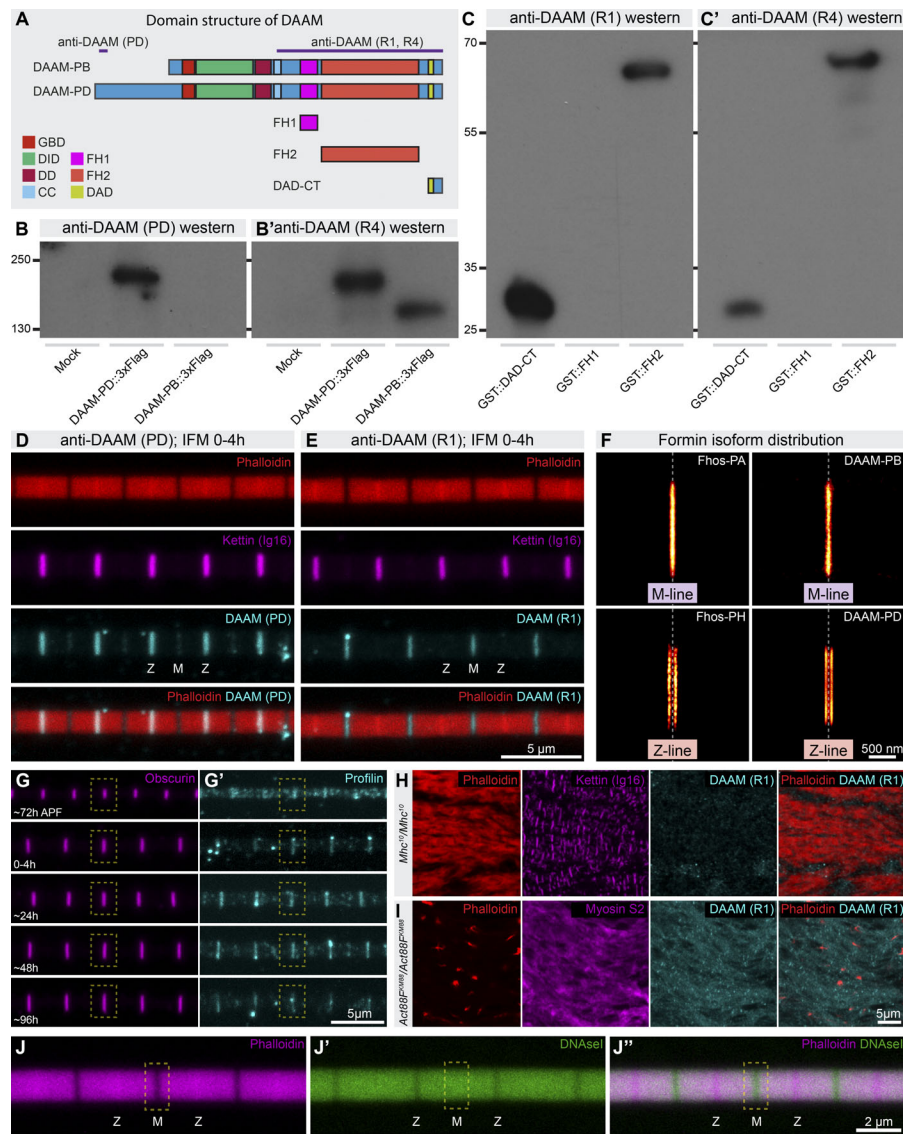 A Domain structure of DAAM
anti-DAAM (PD)
anti-DAAM (R1, R4)
DAAM-PB
DAAM-PD
FH1
FH2
DAD-CT
GBD
DID
DD
CC
FH1
FH2
DAD
B anti-DAAM (PD) western
B' anti-DAAM (R4) western
250
130
Mock
DAAM-PD::3xFlag
DAAM-PB::3xFlag
Mock
DAAM-PD::3xFlag
DAAM-PB::3xFlag
C GST-DAAM (R1) western
C' anti-DAAM (R4) western
70
55
35
25
GST::DAD-CT
GST::FH1
GST::FH2
GST::DAD-CT
GST::FH1
GST::FH2
D anti-DAAM (PD); IFM 0-4h
Phalloidin
Kettin (Ig16)
DAAM (PD)
Z M Z
Phalloidin DAAM (PD)
E anti-DAAM (R1); IFM 0-4h
Phalloidin
Kettin (Ig16)
DAAM (R1)
Z M Z
Phalloidin DAAM (R1)
5 µm
F Formin isoform distribution
Fhos-PA
M-line
DAAM-PB
M-line
Fhos-PH
Z-line
DAAM-PD
Z-line
500 nm
G Obscurin
~72h APF
0-4h
~24h
~48h
~96h
G' Profilin
5µm
H Mhc10/Mhc10
Phalloidin
Kettin (Ig16)
DAAM (R1)
Phalloidin DAAM (R1)
I Act88FKM88/Act88FKM88
Phalloidin
Myosin S2
DAAM (R1)
Phalloidin DAAM (R1)
5µm
J Phalloidin
Z M Z
J' DNAseI
Z M Z
J'' Phalloidin DNAseI
Z M Z
2 µm